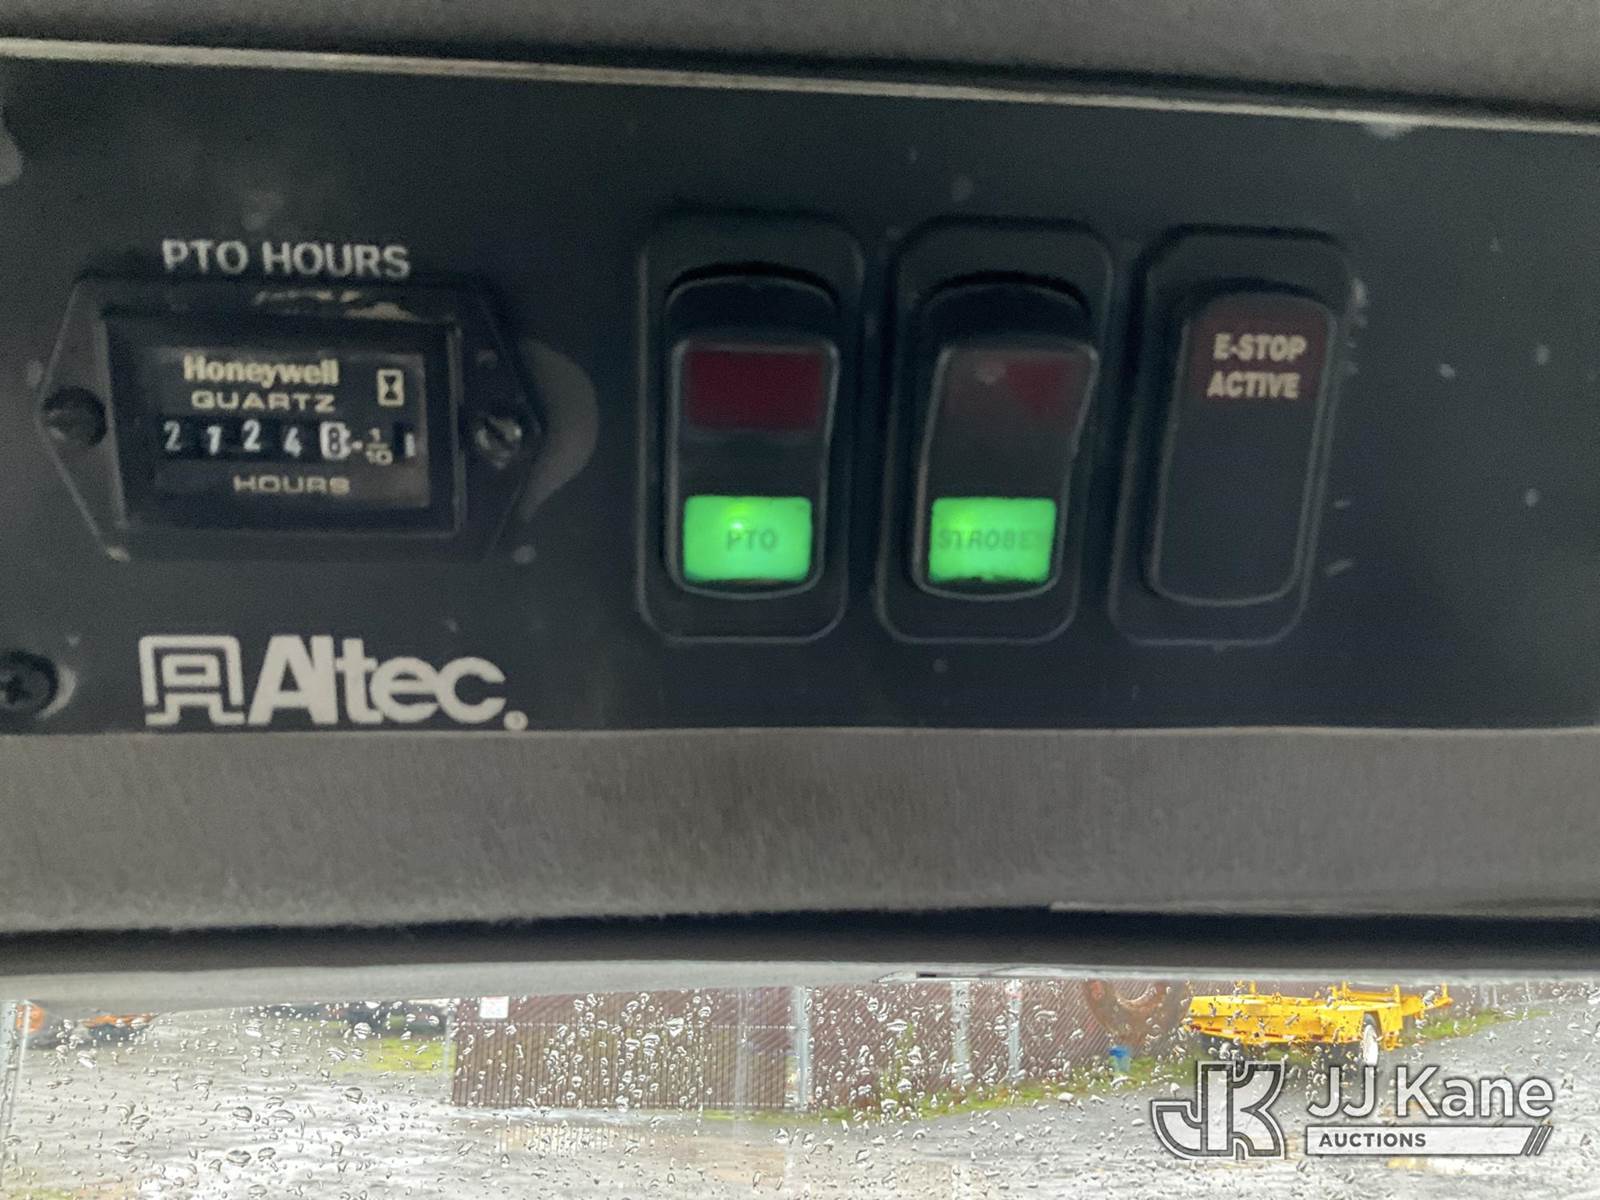 PTO HOURS
Honeywell
QUARTZ
2 1 2 4 8 - 1/10
HOURS
Altec
PTO
STROBES
E-STOP
ACTIVE
JK
JJ Kane
AUCTIONS